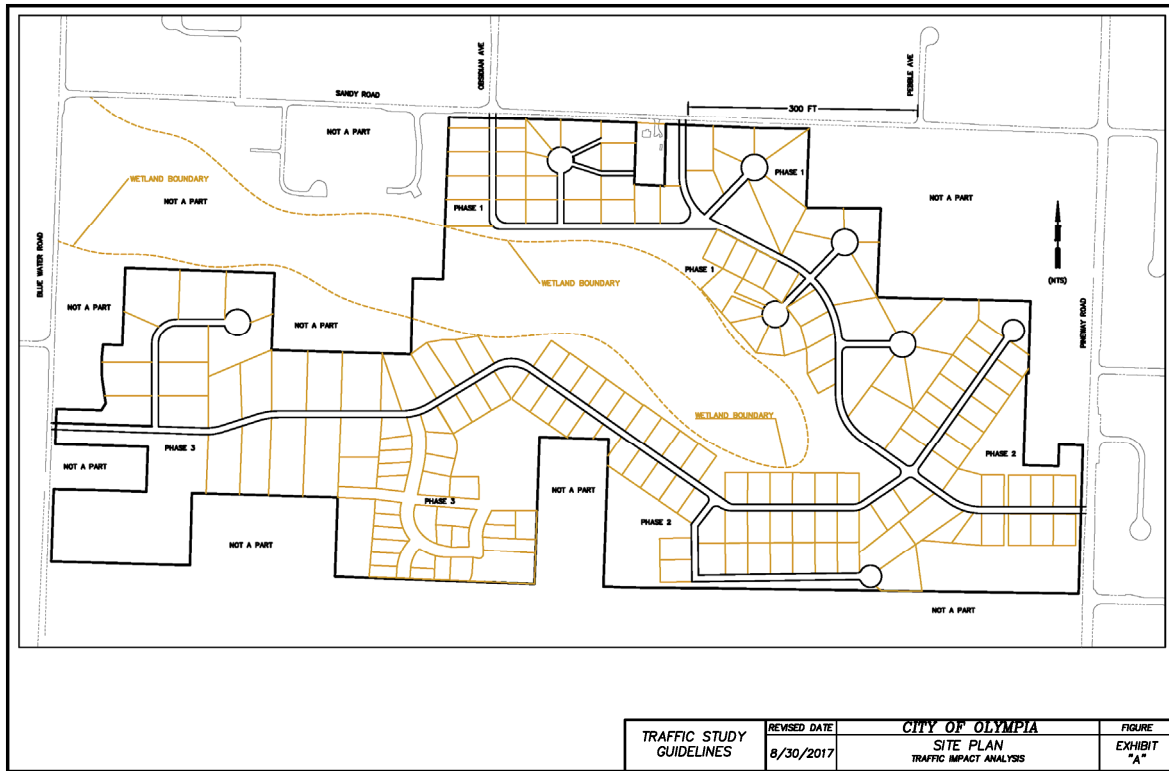 OBSIDIAN AVE
PEBBLE AVE
SANDY ROAD
300 FT
NOT A PART
PHASE 1
WETLAND BOUNDARY
NOT A PART
NOT A PART
PHASE 1
BLUE WATER ROAD
PHASE 1
WETLAND BOUNDARY
(NTS)
NOT A PART
NOT A PART
PINEWAY ROAD
WETLAND BOUNDARY
PHASE 3
PHASE 2
NOT A PART
NOT A PART
PHASE 3
PHASE 2
NOT A PART
NOT A PART
TRAFFIC STUDY
GUIDELINES
REVISED DATE
8/30/2017
CITY OF OLYMPIA
SITE PLAN
TRAFFIC IMPACT ANALYSIS
FIGURE
EXHIBIT
"A"